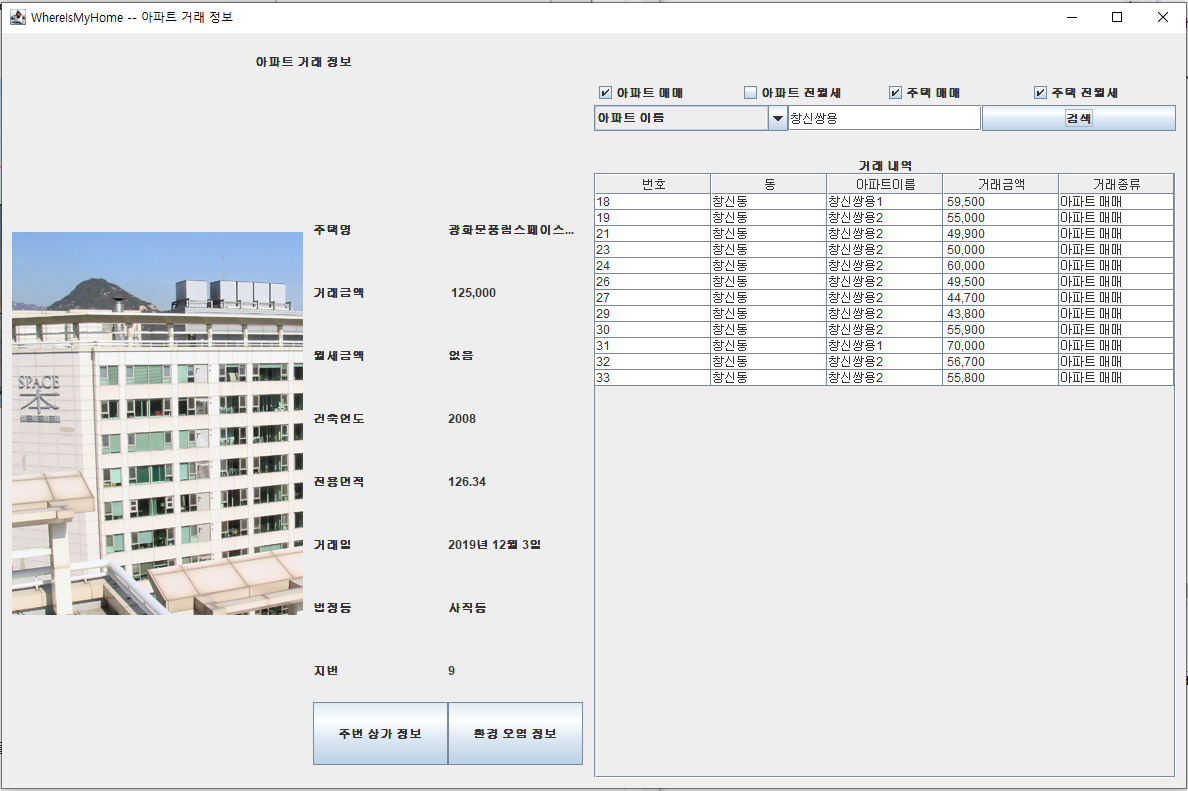 WhereIsMyHome -- 아파트 거래 정보
아파트 거래 정보
아파트 매매 아파트 전월세 주택 매매 주택 전월세
아파트 이름 창신쌍용 검색
거래 내역
번호 동 아파트이름 거래금액 거래종류
18 창신동 창신쌍용1 59,500 아파트 매매
19 창신동 창신쌍용2 55,000 아파트 매매
21 창신동 창신쌍용2 49,900 아파트 매매
23 창신동 창신쌍용2 50,000 아파트 매매
24 창신동 창신쌍용2 60,000 아파트 매매
26 창신동 창신쌍용2 49,500 아파트 매매
27 창신동 창신쌍용2 44,700 아파트 매매
29 창신동 창신쌍용2 43,800 아파트 매매
30 창신동 창신쌍용2 55,900 아파트 매매
31 창신동 창신쌍용1 70,000 아파트 매매
32 창신동 창신쌍용2 56,700 아파트 매매
33 창신동 창신쌍용2 55,800 아파트 매매
SPACE
本
주택명 광화문풍림스페이스...
거래금액 125,000
월세금액 없음
건축연도 2008
전용면적 126.34
거래일 2019년 12월 3일
법정동 사직동
지번 9
주변 상가 정보 환경 오염 정보